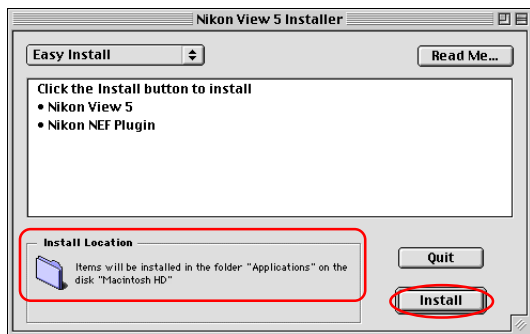 Nikon View 5 Installer
Easy Install
Read Me...
Click the Install button to install
• Nikon View 5
• Nikon NEF Plugin
Install Location
Items will be installed in the folder "Applications" on the
disk "Macintosh HD"
Quit
Install